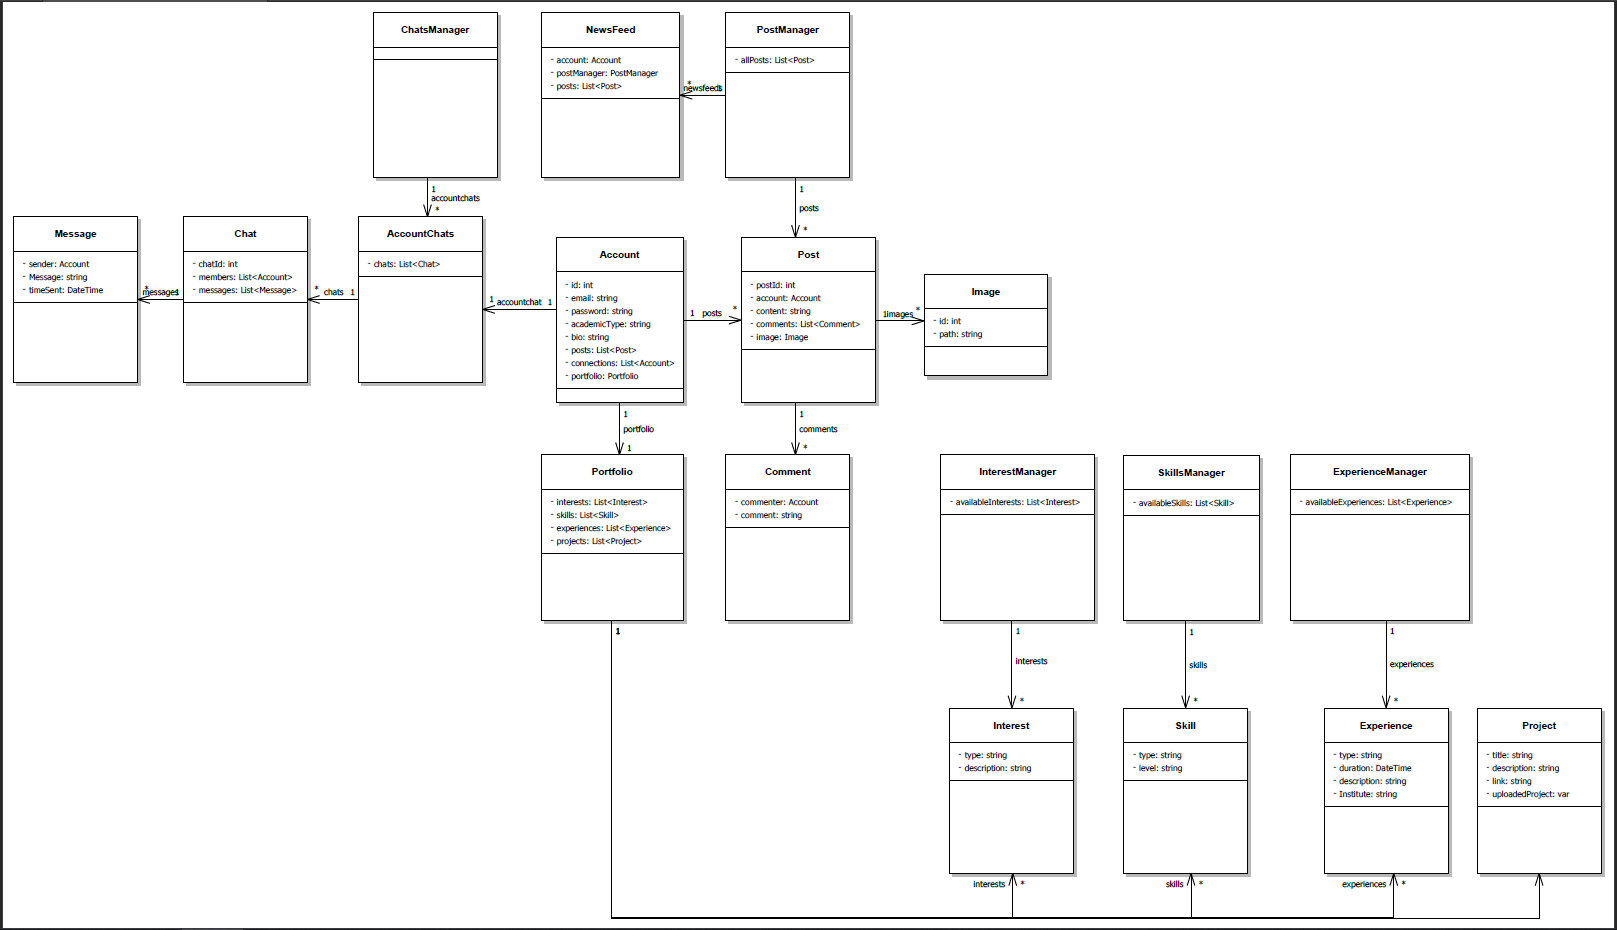 ChatsManager
NewsFeed
- account: Account
- postManager: PostManager
- posts: List<Post>
PostManager
- allPosts: List<Post>
*
newsfeeds
1
1
accountchats
*
1
posts
*
Message
- sender: Account
- Message: string
- timeSent: DateTime
*
messages
1
Chat
- chatId: int
- members: List<Account>
- messages: List<Message>
* chats 1
AccountChats
- chats: List<Chat>
1 accountchat 1
Account
- id: int
- email: string
- password: string
- academicType: string
- bio: string
- posts: List<Post>
- connections: List<Account>
- portfolio: Portfolio
1 posts *
Post
- postId: int
- account: Account
- content: string
- comments: List<Comment>
- image: Image
1images *
Image
- id: int
- path: string
1
portfolio
1
1
comments
*
Portfolio
- interests: List<Interest>
- skills: List<Skill>
- experiences: List<Experience>
- projects: List<Project>
Comment
- commenter: Account
- comment: string
InterestManager
- availableInterests: List<Interest>
SkillsManager
- availableSkills: List<Skill>
ExperienceManager
- availableExperiences: List<Experience>
1
1
interests
*
1
skills
*
1
experiences
*
Interest
- type: string
- description: string
Skill
- type: string
- level: string
Experience
- type: string
- duration: DateTime
- description: string
- Institute: string
Project
- title: string
- description: string
- link: string
- uploadedProject: var
interests *
skills *
experiences *